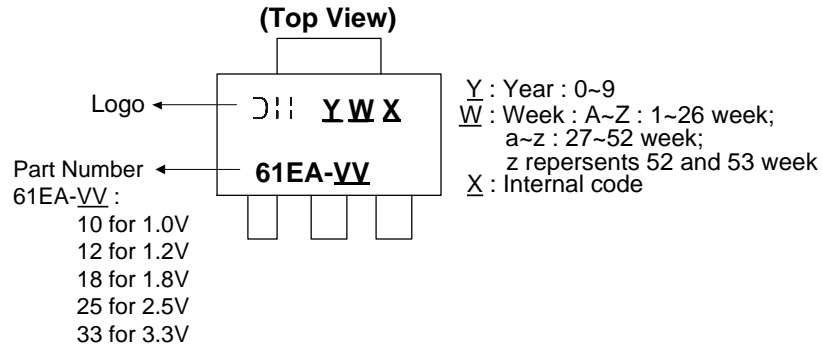 (Top View)
Logo
Y W X
Y : Year : 0~9
W : Week : A~Z : 1~26 week;
a~z : 27~52 week;
z repersents 52 and 53 week
X : Internal code
Part Number
61EA-VV
61EA-VV :
10 for 1.0V
12 for 1.2V
18 for 1.8V
25 for 2.5V
33 for 3.3V